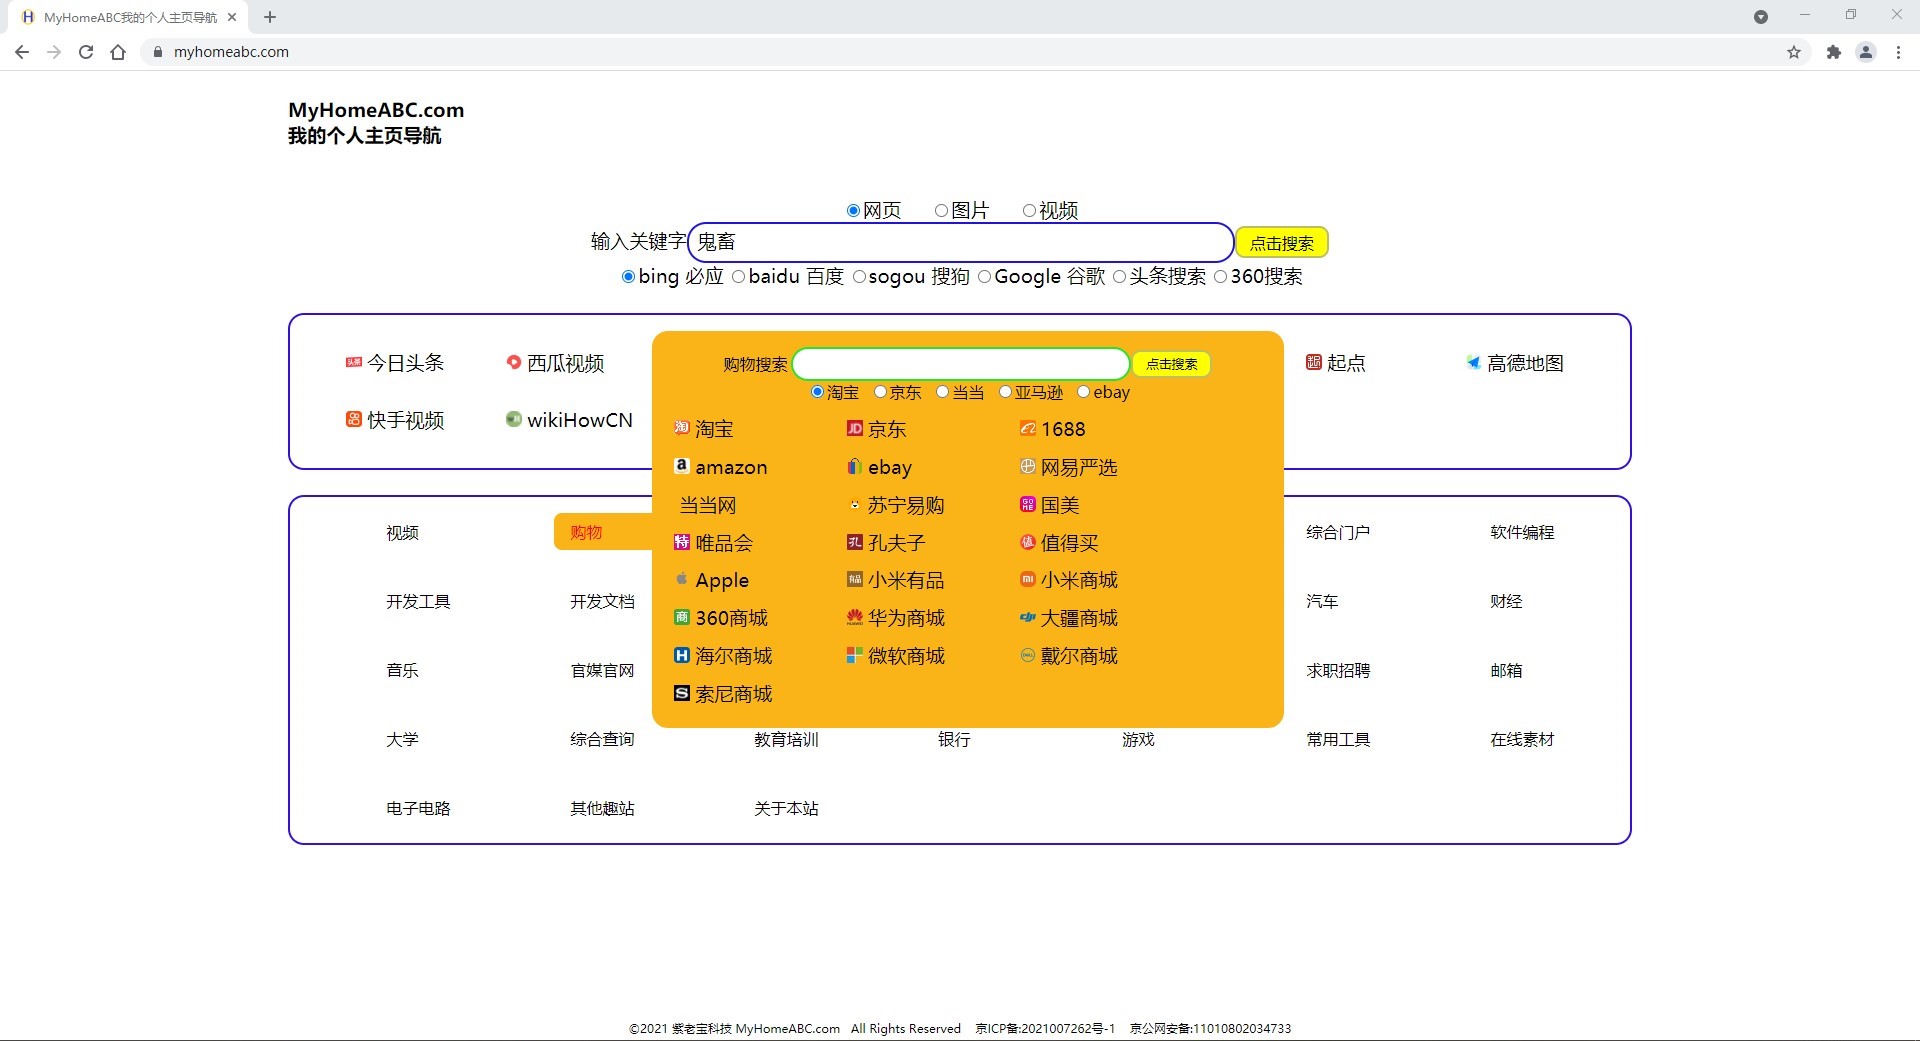 MyHomeABC我的个人主页导航
myhomeabc.com
MyHomeABC.com
我的个人主页导航
网页 图片 视频
输入关键字 鬼畜 点击搜索
bing 必应 baidu 百度 sogou 搜狗 Google 谷歌 头条搜索 360搜索
今日头条 西瓜视频 起点 高德地图
快手视频 wikiHowCN
购物搜索 点击搜索
淘宝 京东 当当 亚马逊 ebay
淘宝 京东 1688
amazon ebay 网易严选
当当网 苏宁易购 国美
唯品会 孔夫子 值得买
Apple 小米有品 小米商城
360商城 华为商城 大疆商城
海尔商城 微软商城 戴尔商城
索尼商城
视频 购物 综合门户 软件编程
开发工具 开发文档 汽车 财经
音乐 官媒官网 求职招聘 邮箱
大学 综合查询 教育培训 银行 游戏 常用工具 在线素材
电子电路 其他趣站 关于本站
©2021 紫老宝科技 MyHomeABC.com All Rights Reserved 京ICP备:2021007262号-1 京公网安备:11010802034733